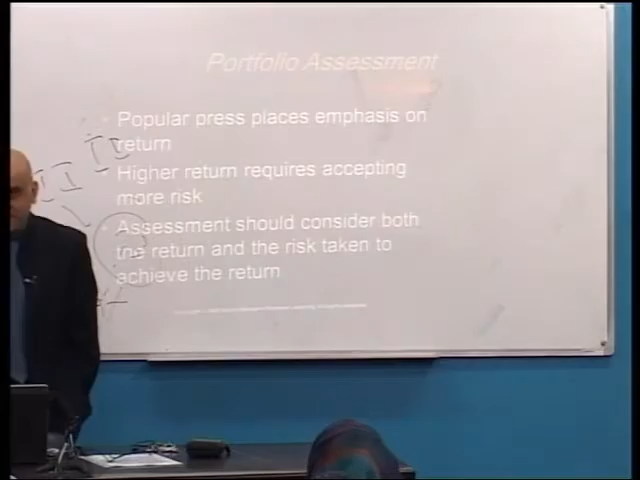 Portfolio Assessment
• Popular press places emphasis on
return
• Higher return requires accepting
more risk
• Assessment should consider both
the return and the risk taken to
achieve the return